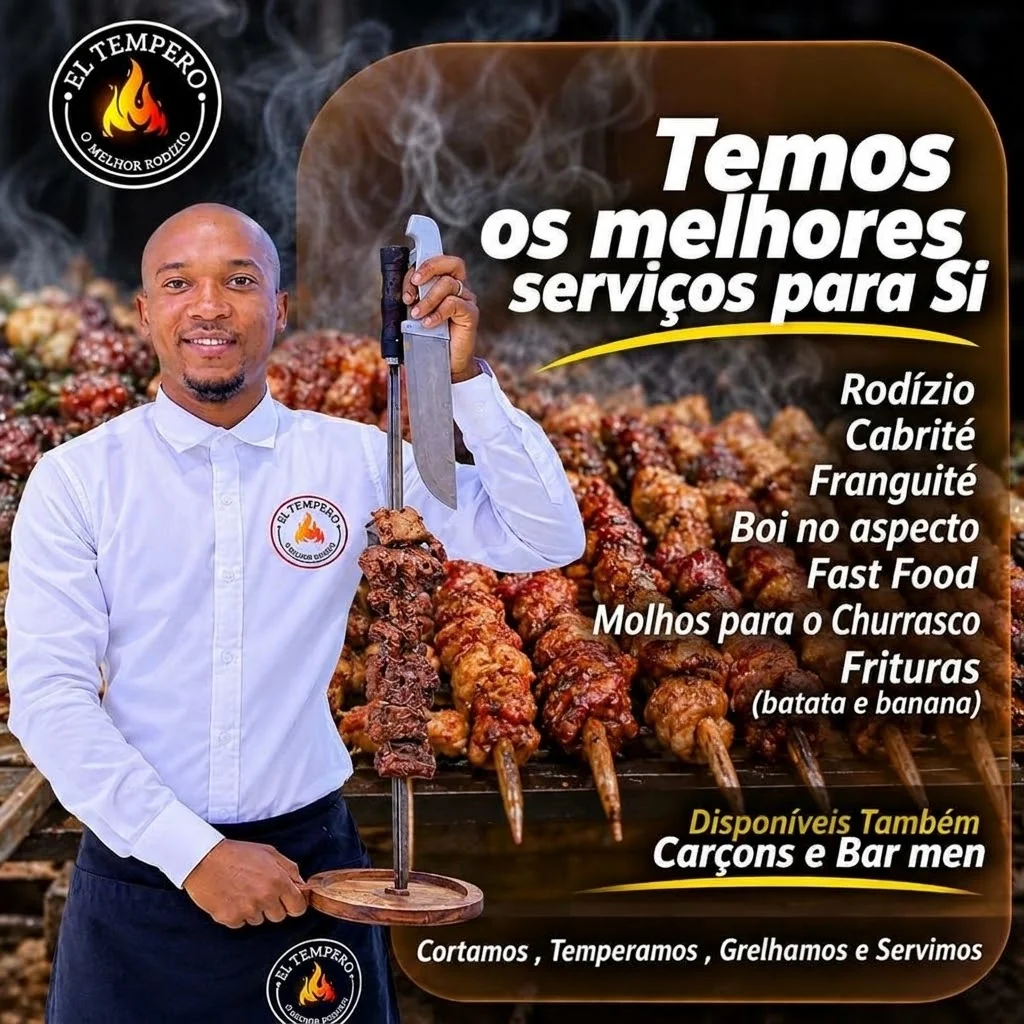 EL TEMPERO
O MELHOR RODÍZIO
Temos
os melhores
serviços para Si
Rodízio
Cabrité
Franguité
Boi no aspecto
Fast Food
Molhos para o Churrasco
Frituras
(batata e banana)
EL TEMPERO
Disponíveis Também
Carçons e Bar men
Cortamos , Temperamos , Grelhamos e Servimos
EL TEMPERO